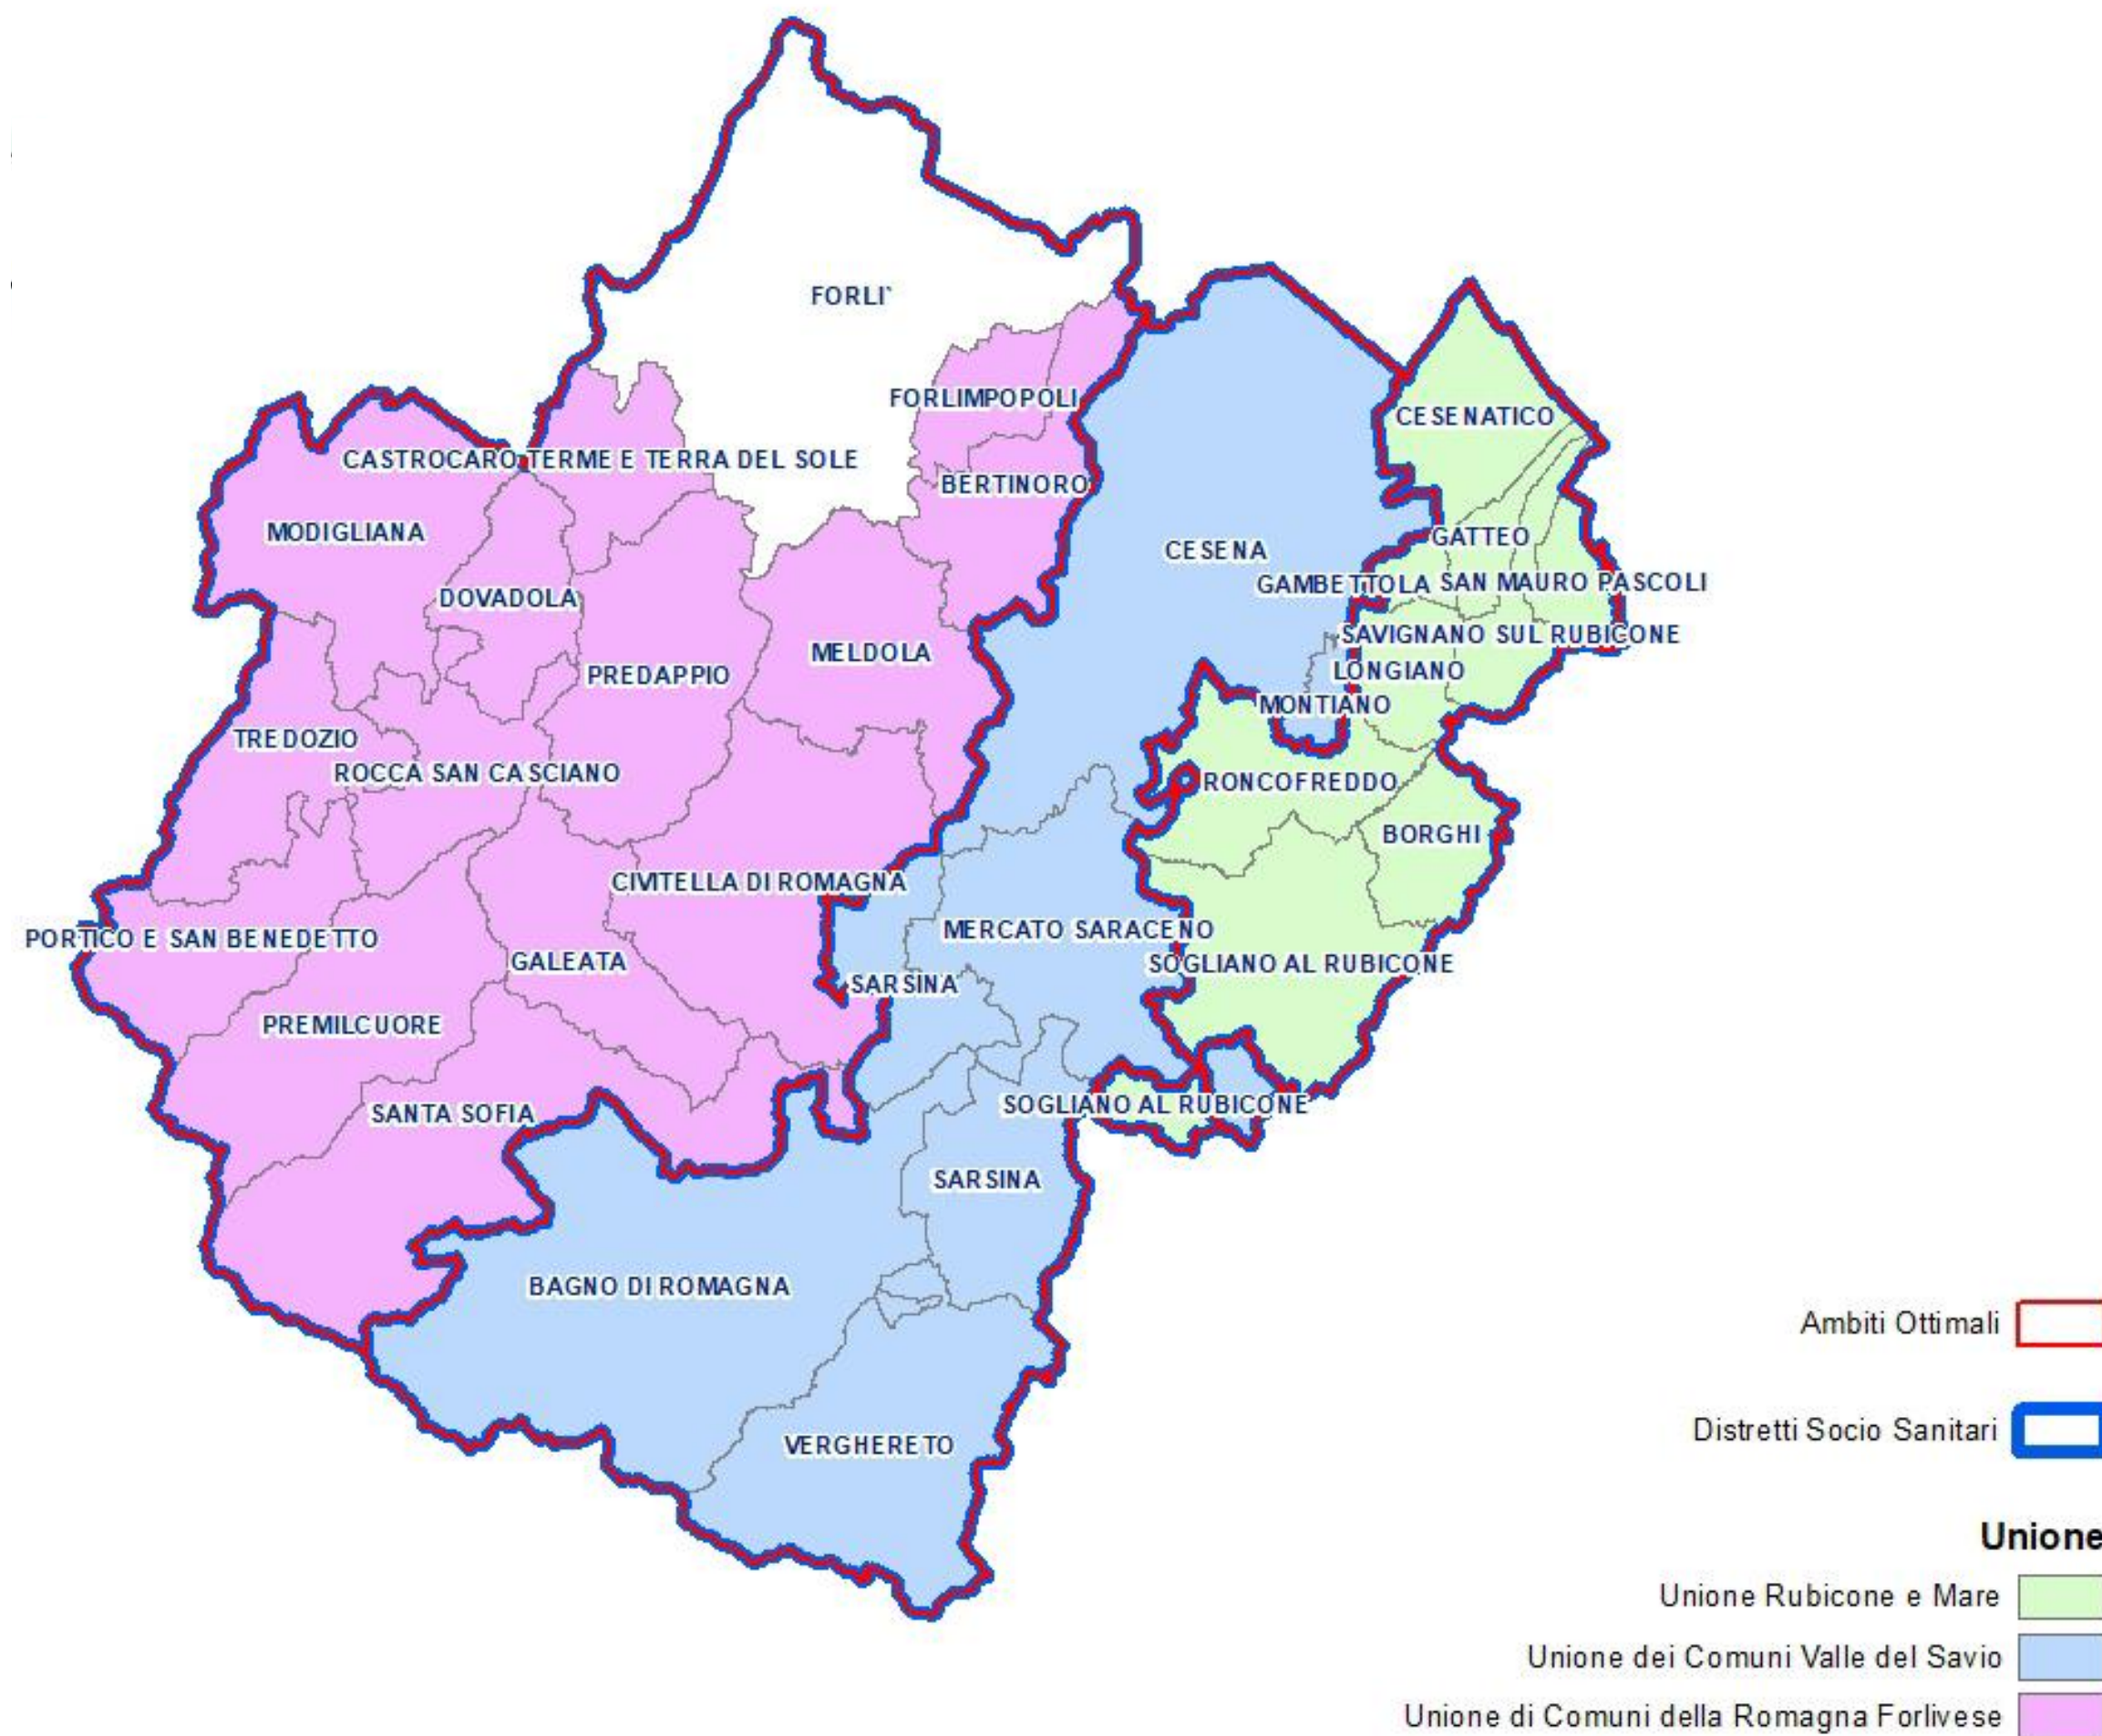 FORLI`
FORLIMPOPOLI
CESENATICO
CASTROCARO TERME E TERRA DEL SOLE
BERTINORO
MODIGLIANA
GATTEO
CESENA
GAMBETTOLA
SAN MAURO PASCOLI
DOVADOLA
SAVIGNANO SUL RUBICONE
MELDOLA
LONGIANO
PREDAPPIO
MONTIANO
TREDOZIO
ROCCA SAN CASCIANO
RONCOFREDDO
BORGHI
CIVITELLA DI ROMAGNA
MERCATO SARACENO
PORTICO E SAN BENEDETTO
GALEATA
SOGLIANO AL RUBICONE
SARSINA
PREMILCUORE
SANTA SOFIA
SOGLIANO AL RUBICONE
SARSINA
BAGNO DI ROMAGNA
VERGHERETO
Ambiti Ottimali
Distretti Socio Sanitari
Unione
Unione Rubicone e Mare
Unione dei Comuni Valle del Savio
Unione di Comuni della Romagna Forlivese